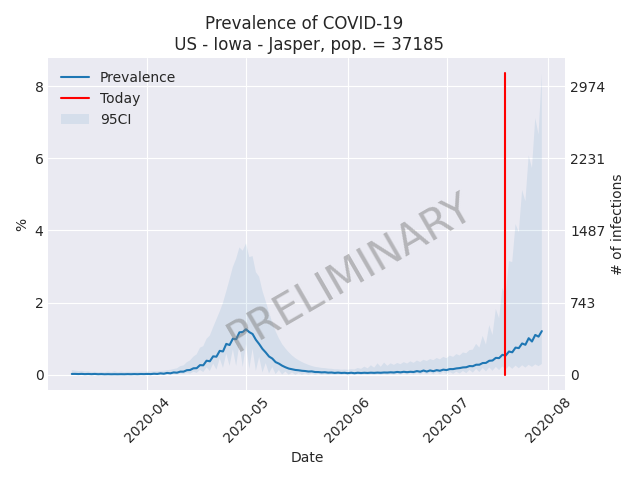 Prevalence of COVID-19
US - Iowa - Jasper, pop. = 37185
Prevalence
Today
95CI
8
6
4
2
0
%
2974
2231
1487
743
0
# of infections
PRELIMINARY
2020-04
2020-05
2020-06
2020-07
2020-08
Date